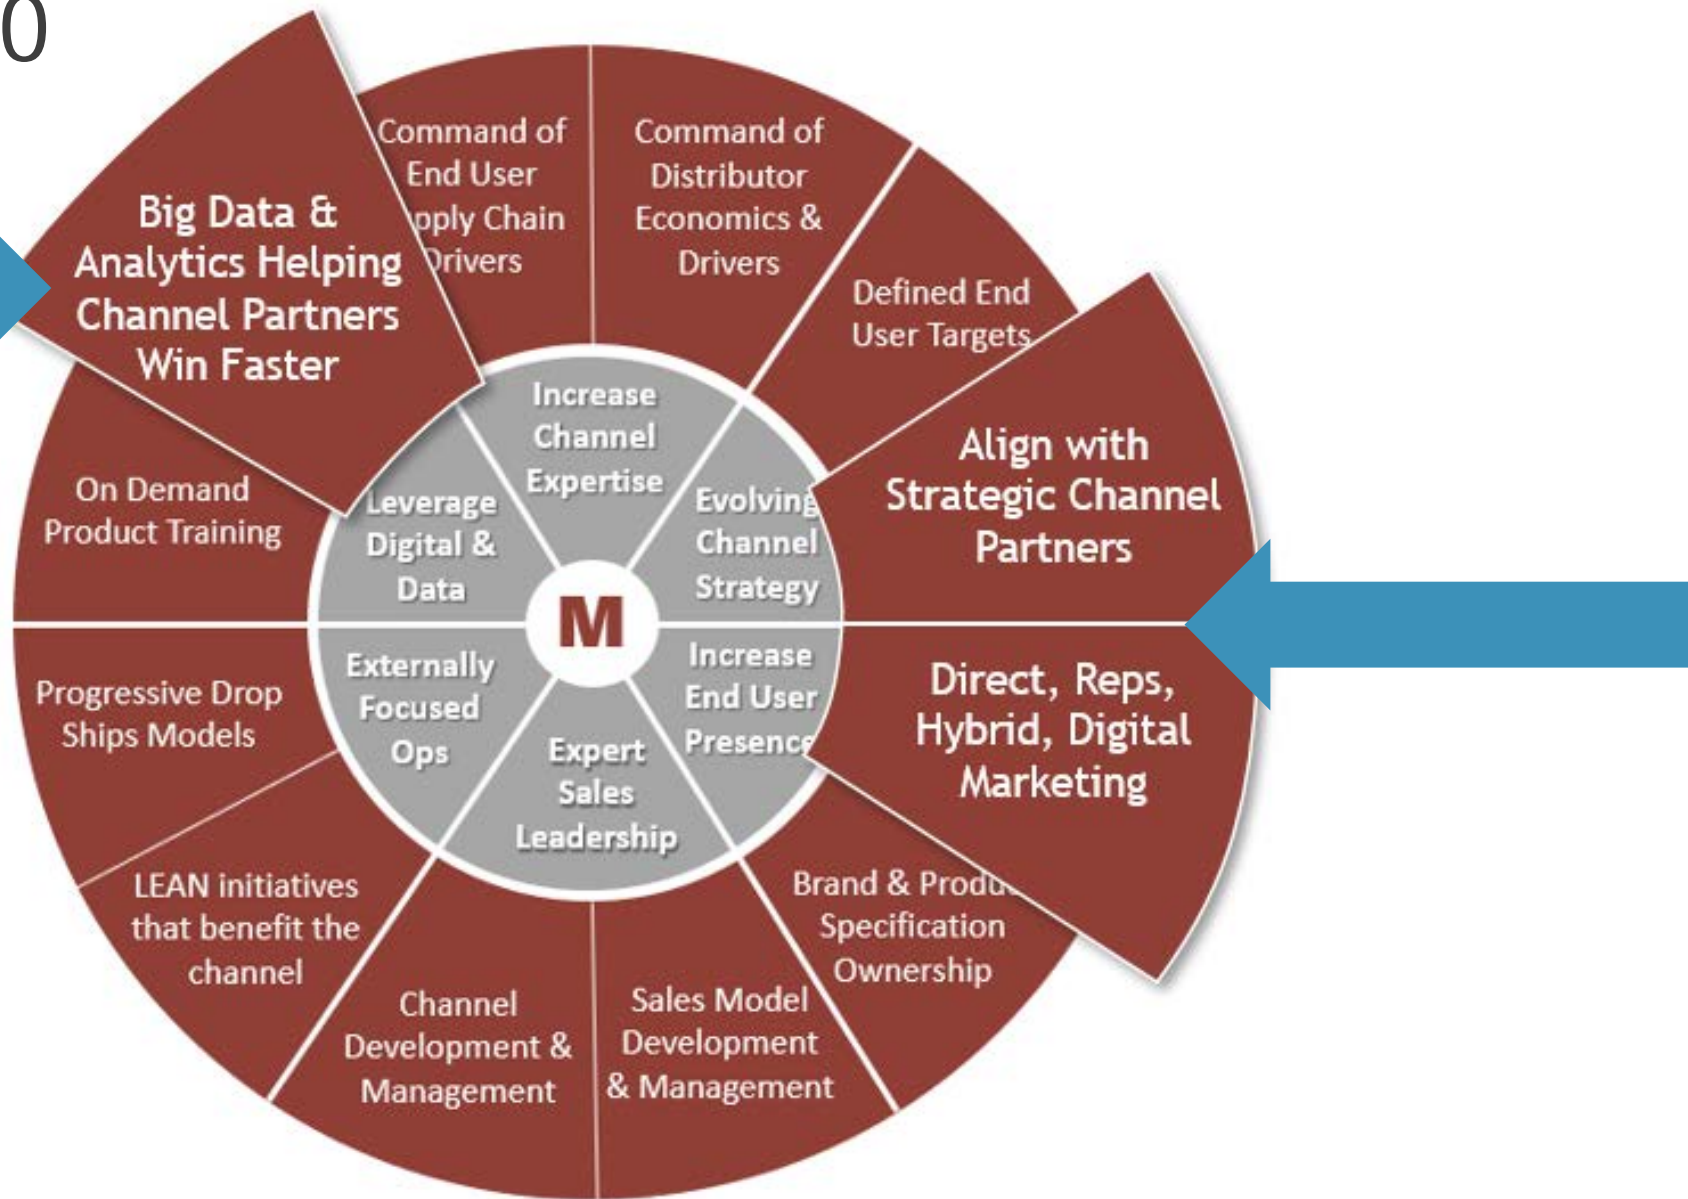 0
Command of
End User
pply Chain
Drivers
Command of
Distributor
Economics &
Drivers
Defined End
User Targets
Align with
Strategic Channel
Partners
Direct, Reps,
Hybrid, Digital
Marketing
Brand & Produ
Specification
Ownership
Sales Model
Development
& Management
Channel
Development &
Management
LEAN initiatives
that benefit the
channel
Progressive Drop
Ships Models
On Demand
Product Training
Big Data &
Analytics Helping
Channel Partners
Win Faster
Increase
Channel
Expertise
Evolving
Channel
Strategy
Increase
End User
Presence
Expert
Sales
Leadership
Externally
Focused
Ops
Leverage
Digital &
Data
M